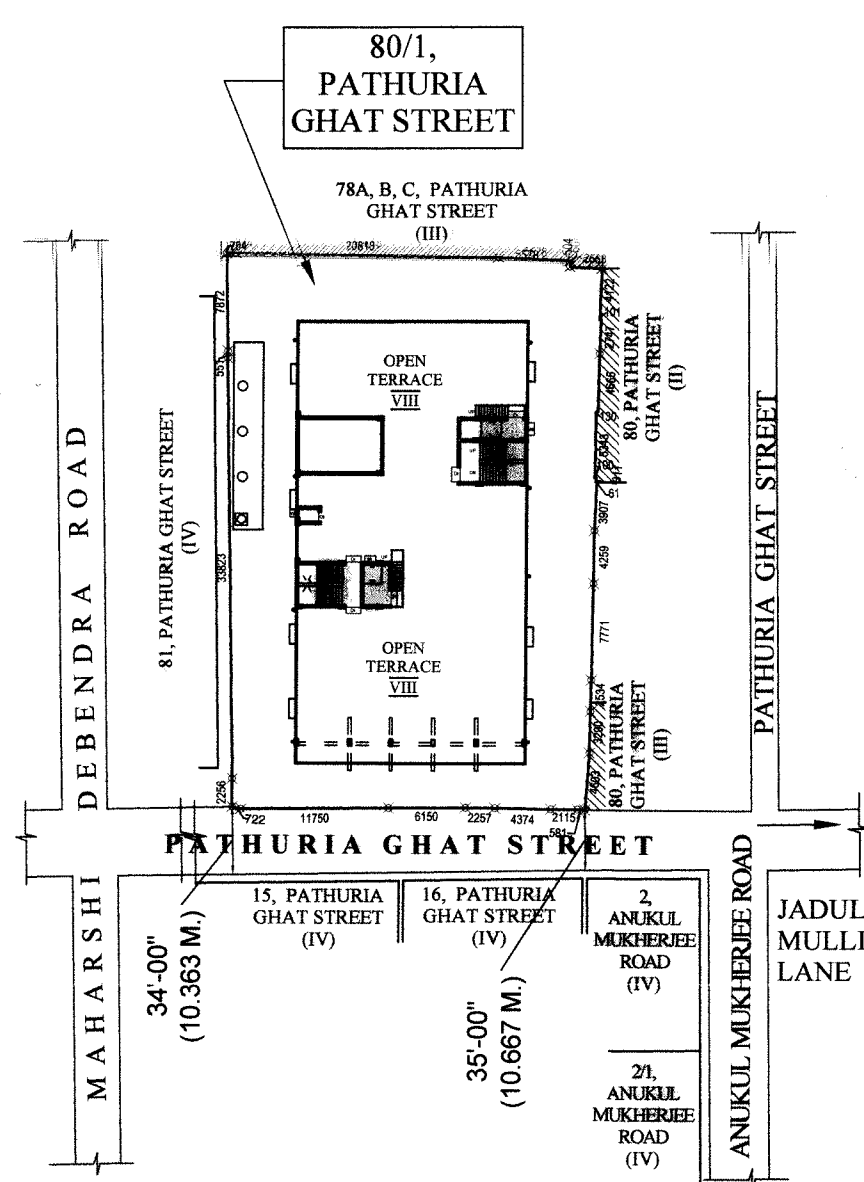 80/1,
PATHURIA
GHAT STREET
78A, B, C, PATHURIA
GHAT STREET
(III)
7872
OPEN
TERRACE
VIII
80, PATHURIA
GHAT STREET
(II)
81, PATHURIA GHAT STREET
(IV)
33823
61
3907
4259
7771
OPEN
TERRACE
VIII
4534
80, PATHURIA
GHAT STREET
(III)
2256
722
11750
6150
2257
4374
2115
581
PATHURIA GHAT STREET
MAHARSHI DEBENDRA ROAD
PATHURIA GHAT STREET
15, PATHURIA
GHAT STREET
(IV)
16, PATHURIA
GHAT STREET
(IV)
2,
ANUKUL
MUKHERJEE
ROAD
(IV)
ANUKUL MUKHERJEE ROAD
JADUL
MULLI
LANE
34'-00"
(10.363 M.)
35'-00"
(10.667 M.)
2/1,
ANUKUL
MUKHERJEE
ROAD
(IV)